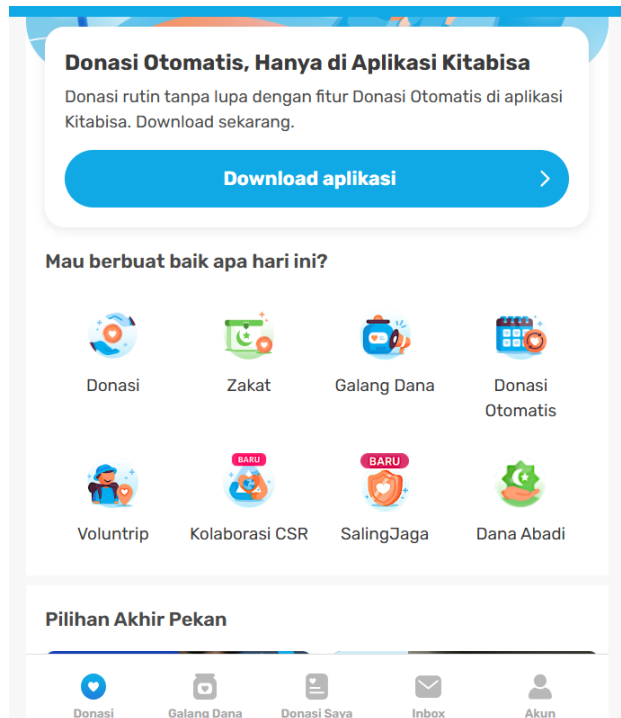 Donasi Otomatis, Hanya di Aplikasi Kitabisa
Donasi rutin tanpa lupa dengan fitur Donasi Otomatis di aplikasi
Kitabisa. Download sekarang.
Download aplikasi
Mau berbuat baik apa hari ini?
Donasi
Zakat
Galang Dana
Donasi
Otomatis
BARU
BARU
Voluntrip
Kolaborasi CSR
SalingJaga
Dana Abadi
Pilihan Akhir Pekan
Donasi
Galang Dana
Donasi Saya
Inbox
Akun